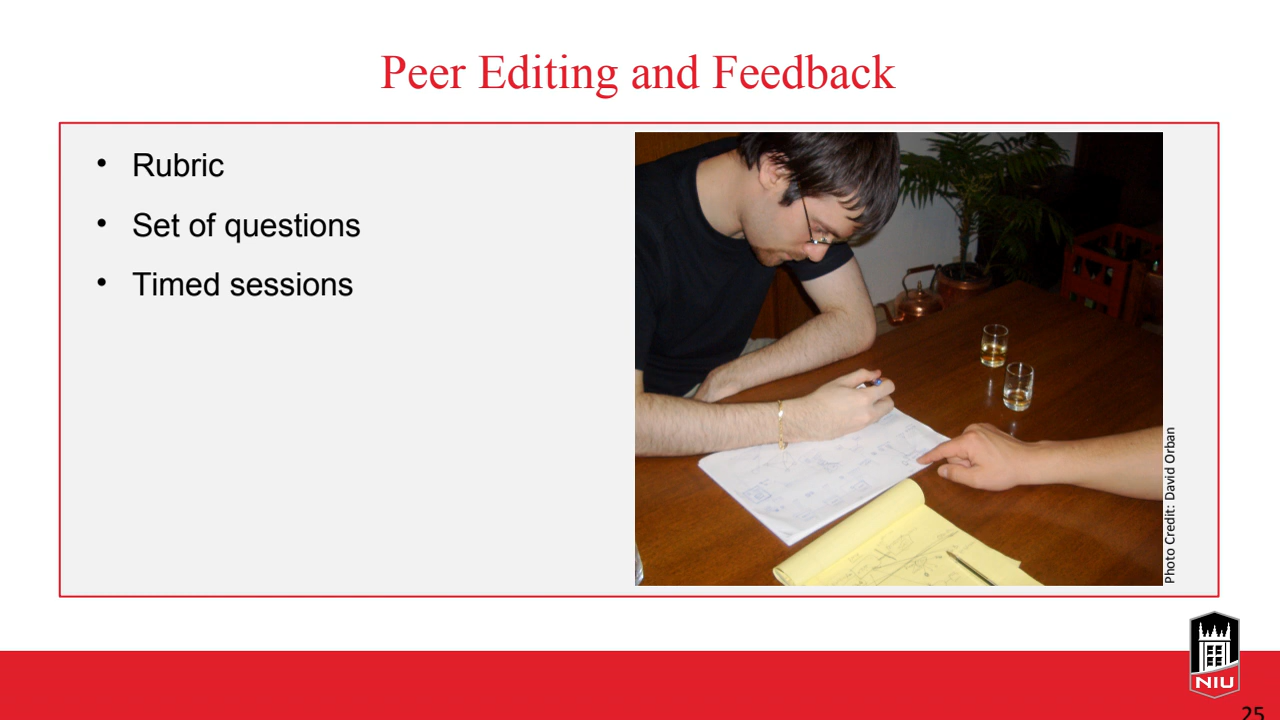 Peer Editing and Feedback
• Rubric
• Set of questions
• Timed sessions
Photo Credit: David Orban
NIU
25